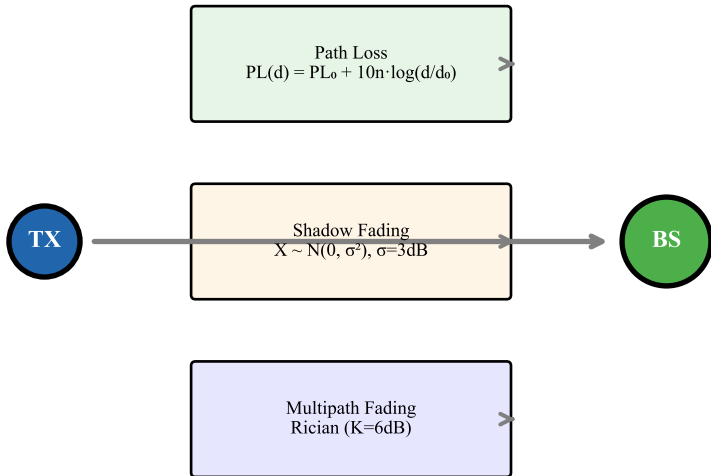 Path Loss
PL(d) = PL₀ + 10n·log(d/d₀)
TX
Shadow Fading
X ~ N(0, σ²), σ=3dB
BS
Multipath Fading
Rician (K=6dB)